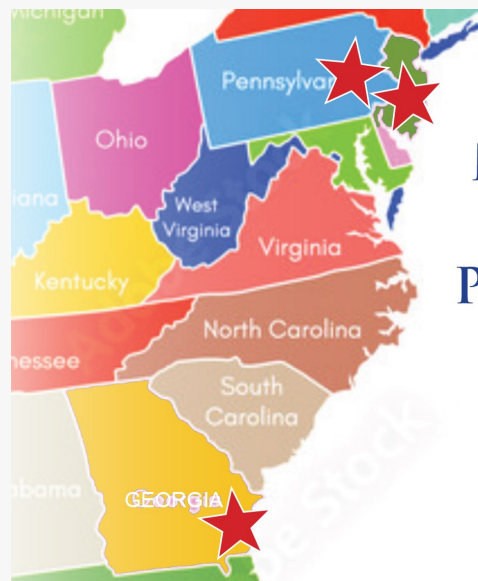 Michigan
Pennsylva
Ohio
iana
West
Virginia
Virginia
P
Kentucky
North Carolina
nessee
South
Carolina
abama
GEORGIA